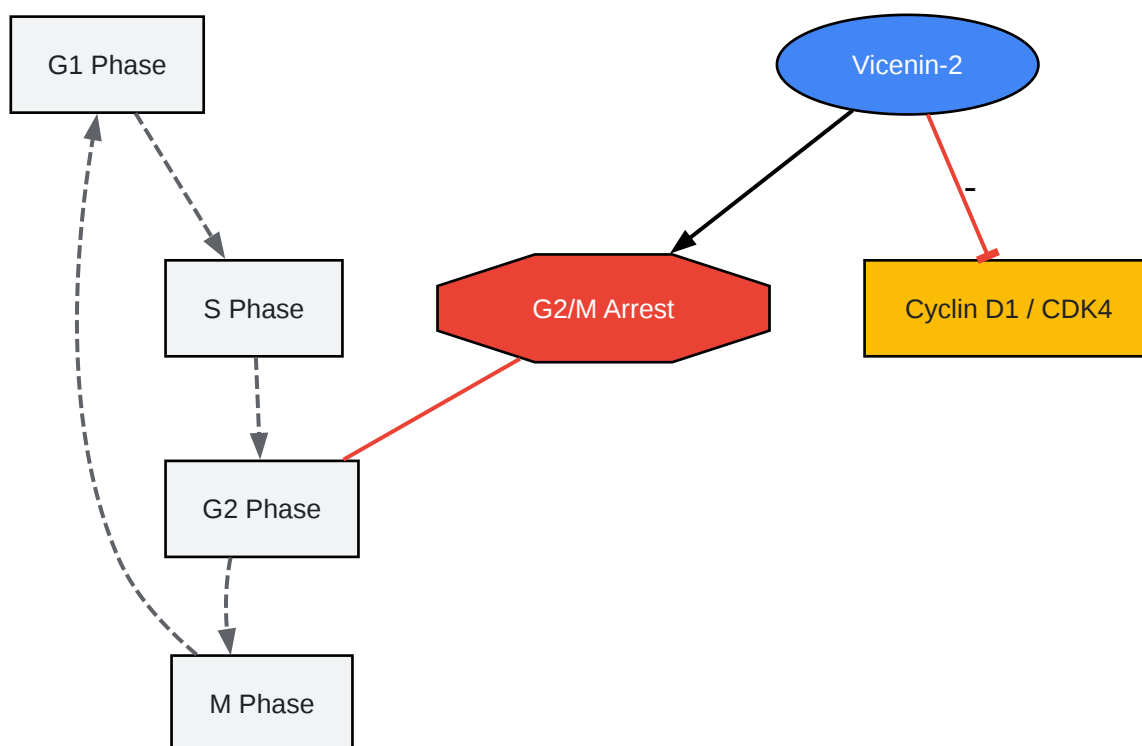 G1 Phase
Vicenin-2
-
S Phase
G2/M Arrest
Cyclin D1 / CDK4
G2 Phase
M Phase